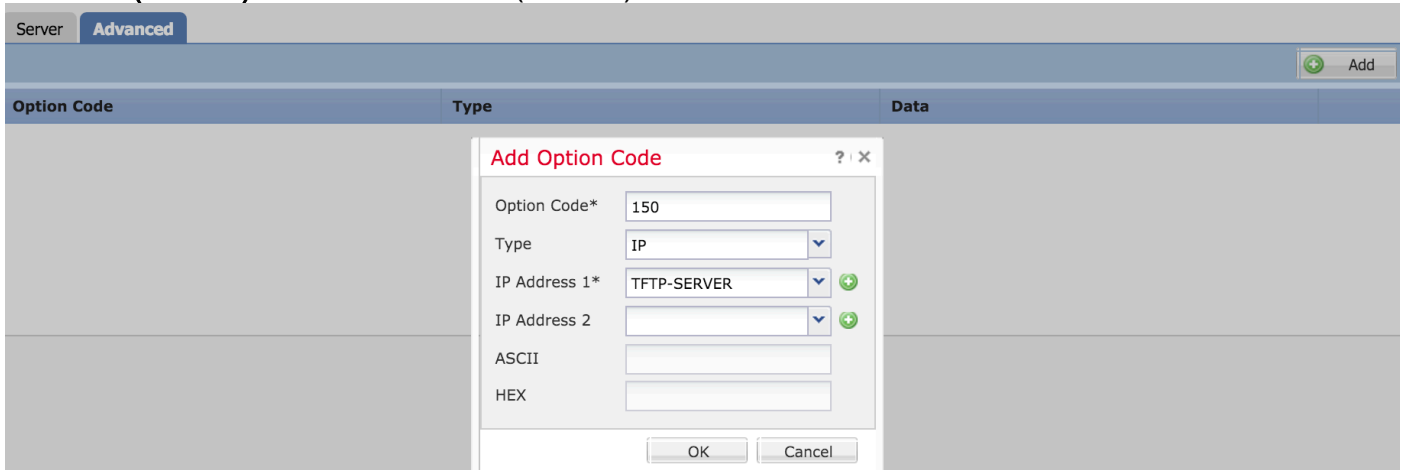 Server Advanced
Add
Option Code Type Data
Add Option Code ? ×
Option Code* 150
Type IP
IP Address 1* TFTP-SERVER
IP Address 2
ASCII
HEX
OK Cancel